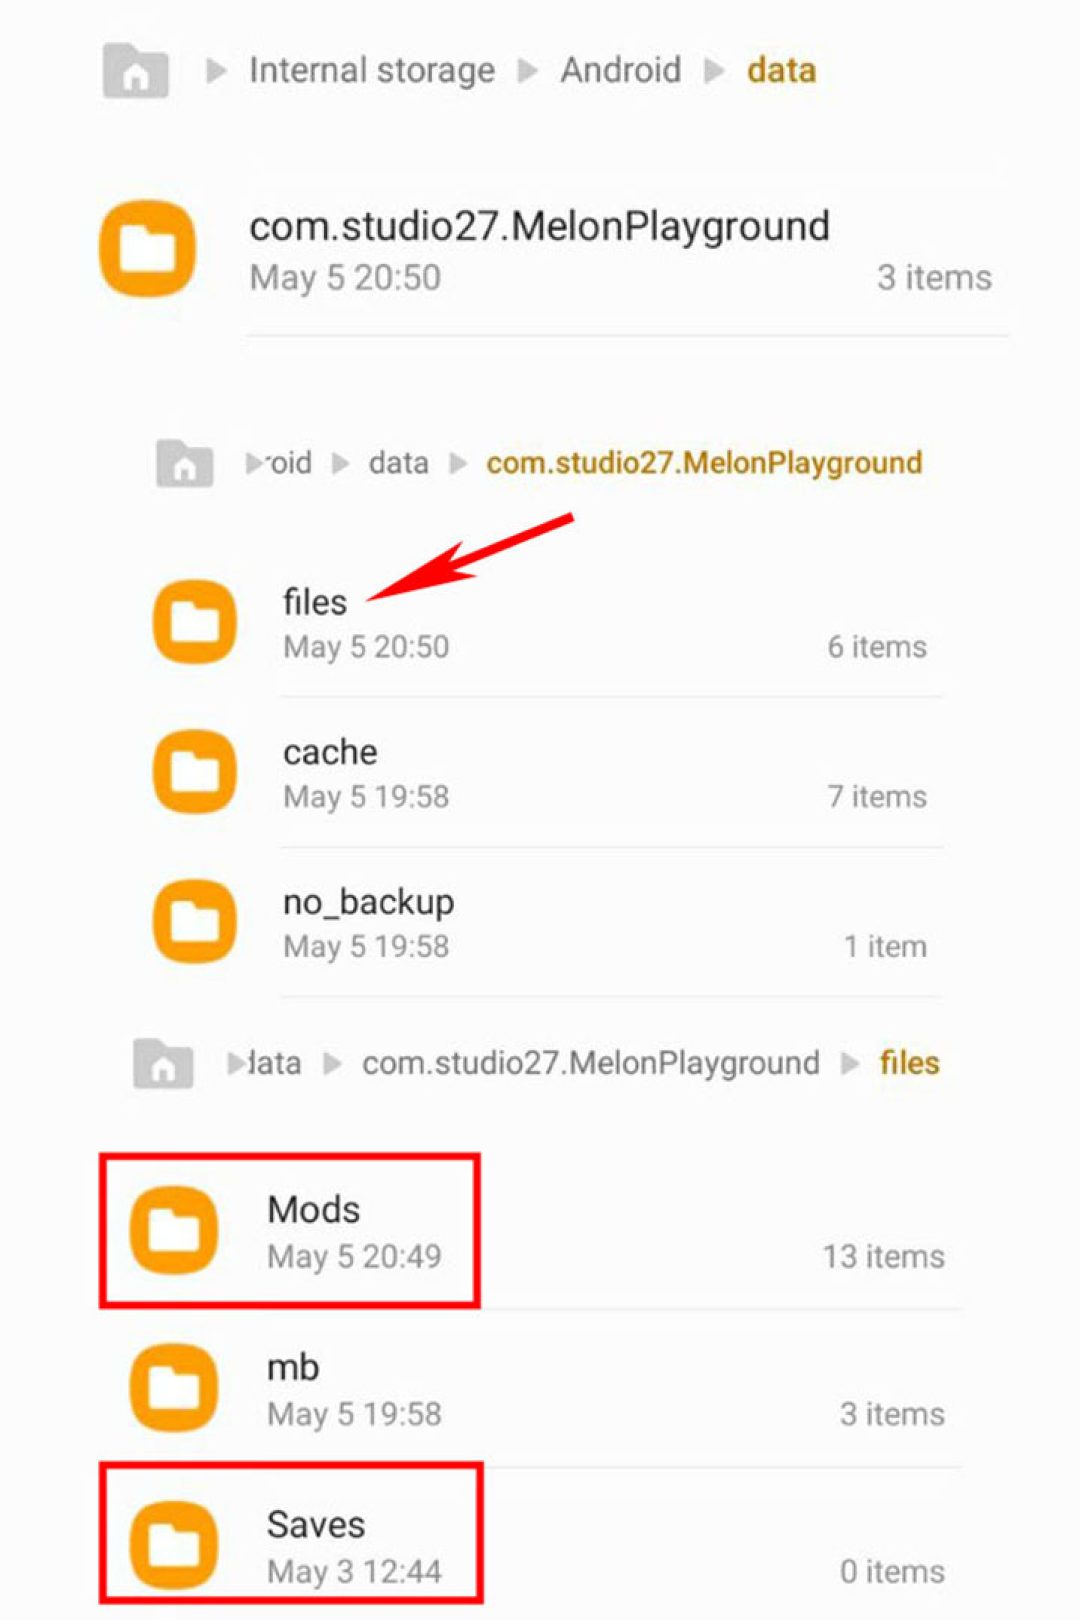 Internal storage Android data
com.studio27.MelonPlayground
May 5 20:50 3 items
roid data com.studio27.MelonPlayground
files
May 5 20:50 6 items
cache
May 5 19:58 7 items
no_backup
May 5 19:58 1 item
data com.studio27.MelonPlayground files
Mods
May 5 20:49 13 items
mb
May 5 19:58 3 items
Saves
May 3 12:44 0 items